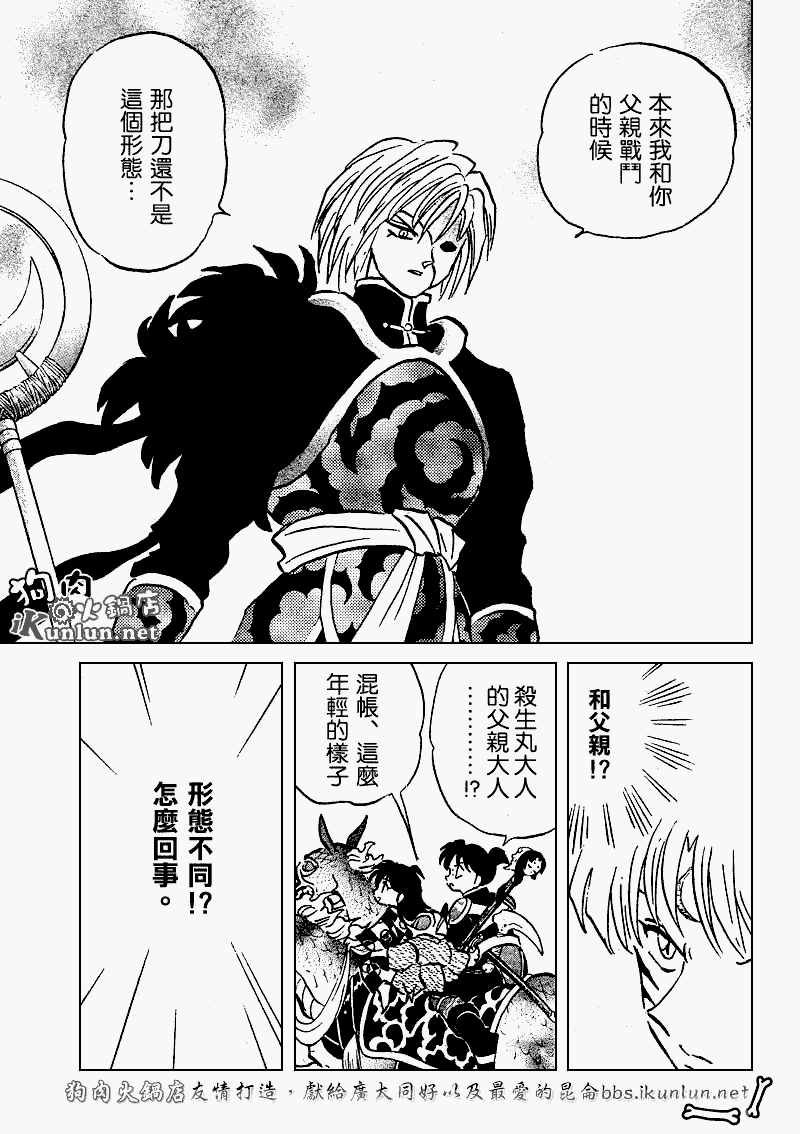 本來我和你
父親戰鬥
的時候
那把刀還不是
這個形態…
狗肉
火鍋店
iKunlun.net
和父親!?
殺生丸大人
的父親大人
…………!?
混帳、這麼
年輕的樣子
形態不同!?
怎麼回事。
狗肉火鍋店友情打造，獻給廣大同好以及最愛的昆侖bbs.ikunlun.net